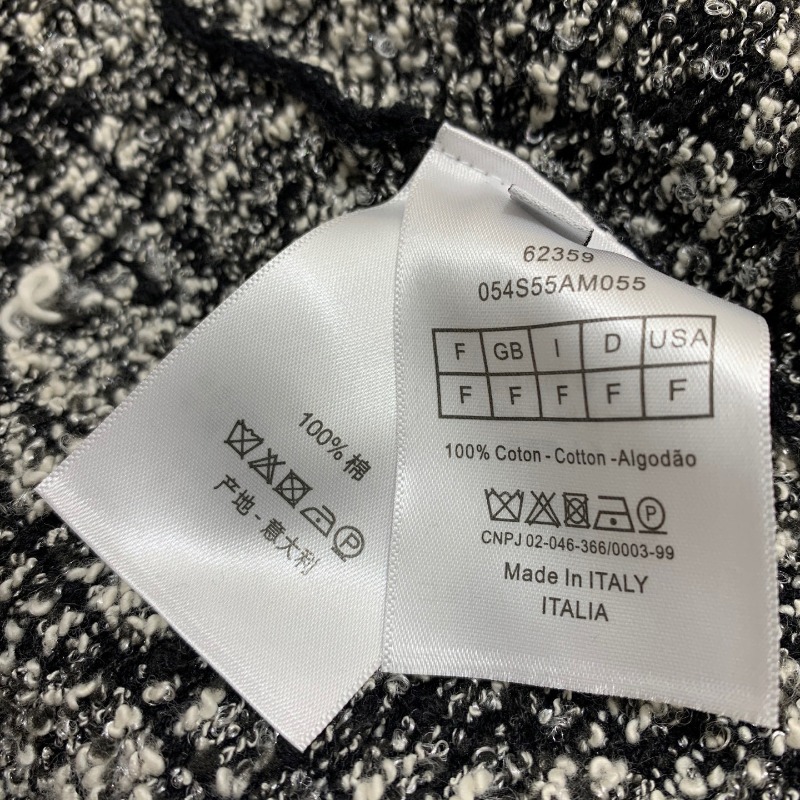 62359
054S55AM055
F GB I D USA
F F F F F
100% Coton - Cotton - Algodão
P
CNPJ 02-046-366/0003-99
Made In ITALY
ITALIA
100% 棉
P
产地 - 意大利